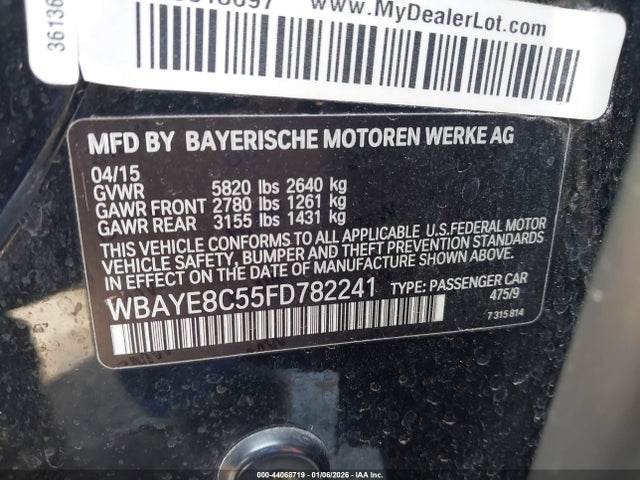 www.MyDealerLot.com
MFD BY BAYERISCHE MOTOREN WERKE AG
04/15
GVWR 5820 lbs 2640 kg
GAWR FRONT 2780 lbs 1261 kg
GAWR REAR 3155 lbs 1431 kg
THIS VEHICLE CONFORMS TO ALL APPLICABLE U.S.FEDERAL MOTOR
VEHICLE SAFETY, BUMPER AND THEFT PREVENTION STANDARDS
IN EFFECT ON THE DATE OF MANUFACTURE SHOWN ABOVE.
WBAYE8C55FD782241 TYPE: PASSENGER CAR
475/9
7 315 814
000-44068719 | 01/06/2026 - IAA Inc.